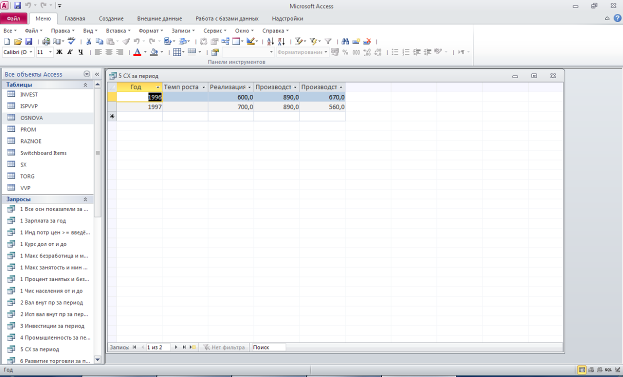 Microsoft Access
Файл Меню Главная Создание Внешние данные Работа с базами данных Надстройки
Все Файл Правка Вид Вставка Формат Записи Сервис Окно Справка
Calibri (О 11 Ж К Ч Форматирование
Панели инструментов
Все объекты Access
Таблицы
INVEST
ISPVVP
OSNOVA
PROM
RAZNOE
Switchboard Items
SX
TORG
VVP
Запросы
1 Все осн показатели за ...
1 Зарплата за год
1 Инд потр цен >= введе...
1 Курс дол от и до
1 Макс безработица и м...
1 Макс занятость и мин ...
1 Процент занятых и без...
1 Чис населения от и до
2 Вал внут пр за период
2 Исп вал внут пр за пер...
3 Инвестиции за период
4 Промышленность за пе...
5 СХ за период
6 Развитие торговли за п...
5 СХ за период
Год Темп роста Реализация Производст Производст
1996 600,0 890,0 670,0
1997 700,0 890,0 560,0
Запись: 1 из 2 Нет фильтра Поиск
Год SQL